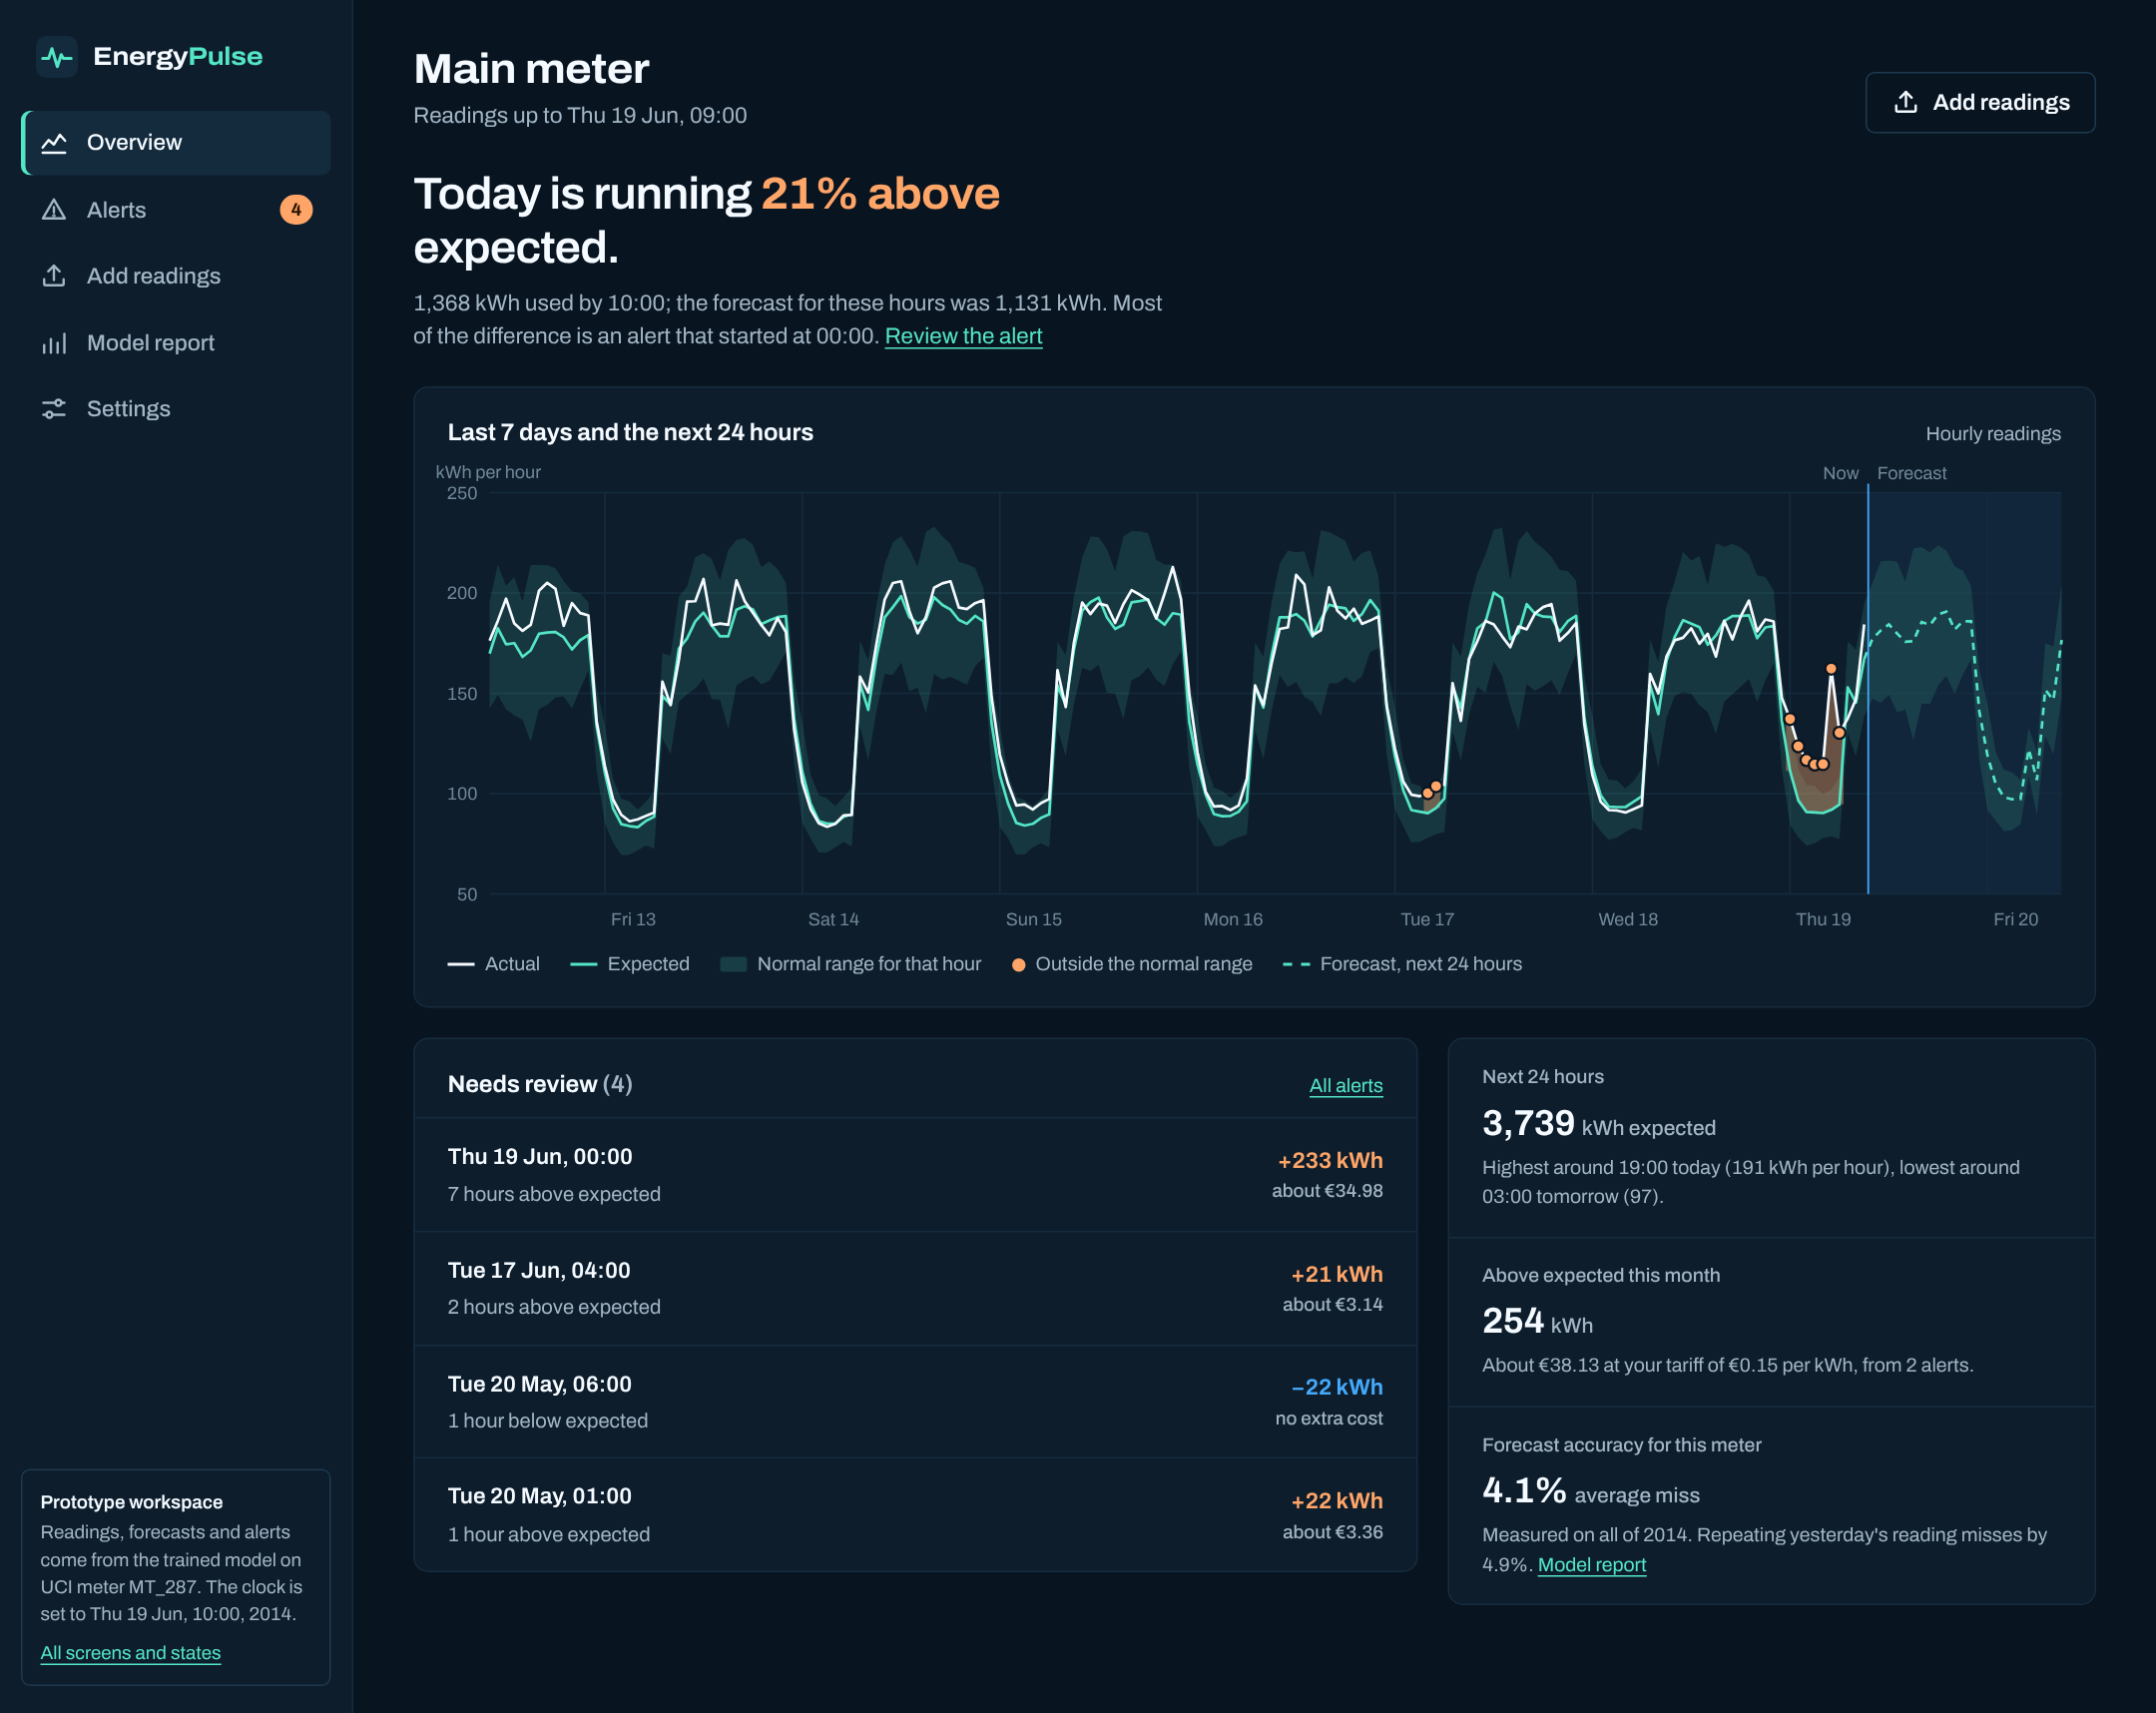 EnergyPulse
Overview
Alerts
4
Add readings
Model report
Settings
Prototype workspace
Readings, forecasts and alerts
come from the trained model on
UCI meter MT_287. The clock is
set to Thu 19 Jun, 10:00, 2014.
All screens and states
Main meter
Readings up to Thu 19 Jun, 09:00
Add readings
Today is running 21% above
expected.
1,368 kWh used by 10:00; the forecast for these hours was 1,131 kWh. Most
of the difference is an alert that started at 00:00. Review the alert
Last 7 days and the next 24 hours
Hourly readings
kWh per hour
Now
Forecast
250
200
150
100
50
Fri 13
Sat 14
Sun 15
Mon 16
Tue 17
Wed 18
Thu 19
Fri 20
Actual
Expected
Normal range for that hour
Outside the normal range
Forecast, next 24 hours
Needs review (4)
All alerts
Thu 19 Jun, 00:00
+233 kWh
7 hours above expected
about €34.98
Tue 17 Jun, 04:00
+21 kWh
2 hours above expected
about €3.14
Tue 20 May, 06:00
−22 kWh
1 hour below expected
no extra cost
Tue 20 May, 01:00
+22 kWh
1 hour above expected
about €3.36
Next 24 hours
3,739 kWh expected
Highest around 19:00 today (191 kWh per hour), lowest around
03:00 tomorrow (97).
Above expected this month
254 kWh
About €38.13 at your tariff of €0.15 per kWh, from 2 alerts.
Forecast accuracy for this meter
4.1% average miss
Measured on all of 2014. Repeating yesterday's reading misses by
4.9%. Model report